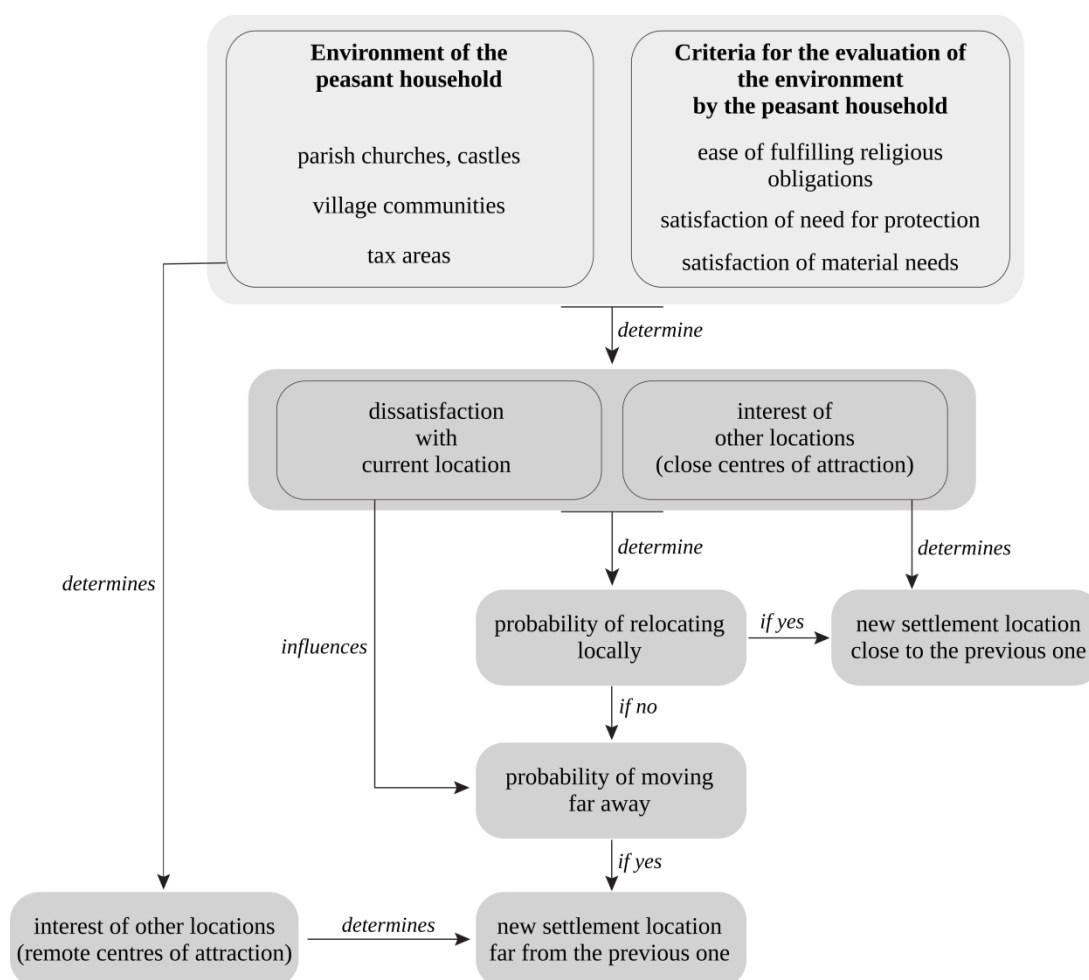 Environment of the
peasant household
parish churches, castles
village communities
tax areas
Criteria for the evaluation of
the environment
by the peasant household
ease of fulfilling religious
obligations
satisfaction of need for protection
satisfaction of material needs
determine
dissatisfaction
with
current location
interest of
other locations
(close centres of attraction)
determine
determines
determines
influences
probability of relocating
locally
if yes
new settlement location
close to the previous one
if no
probability of moving
far away
if yes
interest of other locations
(remote centres of attraction)
determines
new settlement location
far from the previous one